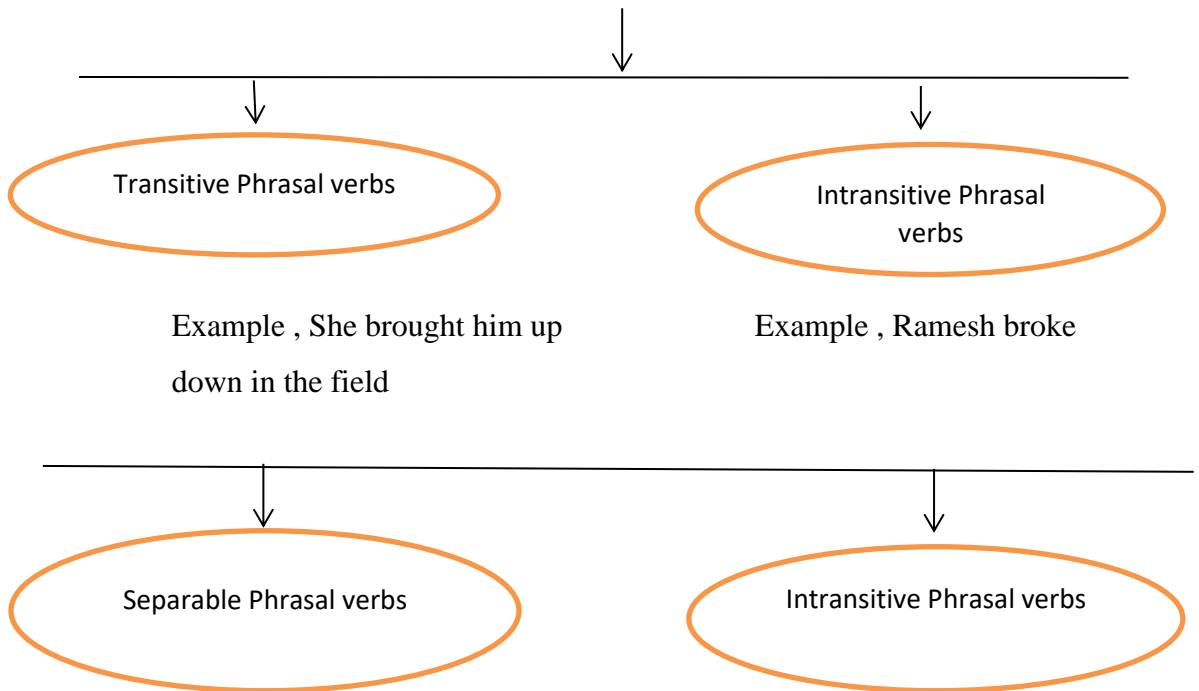 Transitive Phrasal verbs
Intransitive Phrasal
verbs
Example , She brought him up
Example , Ramesh broke
down in the field
Separable Phrasal verbs
Intransitive Phrasal verbs